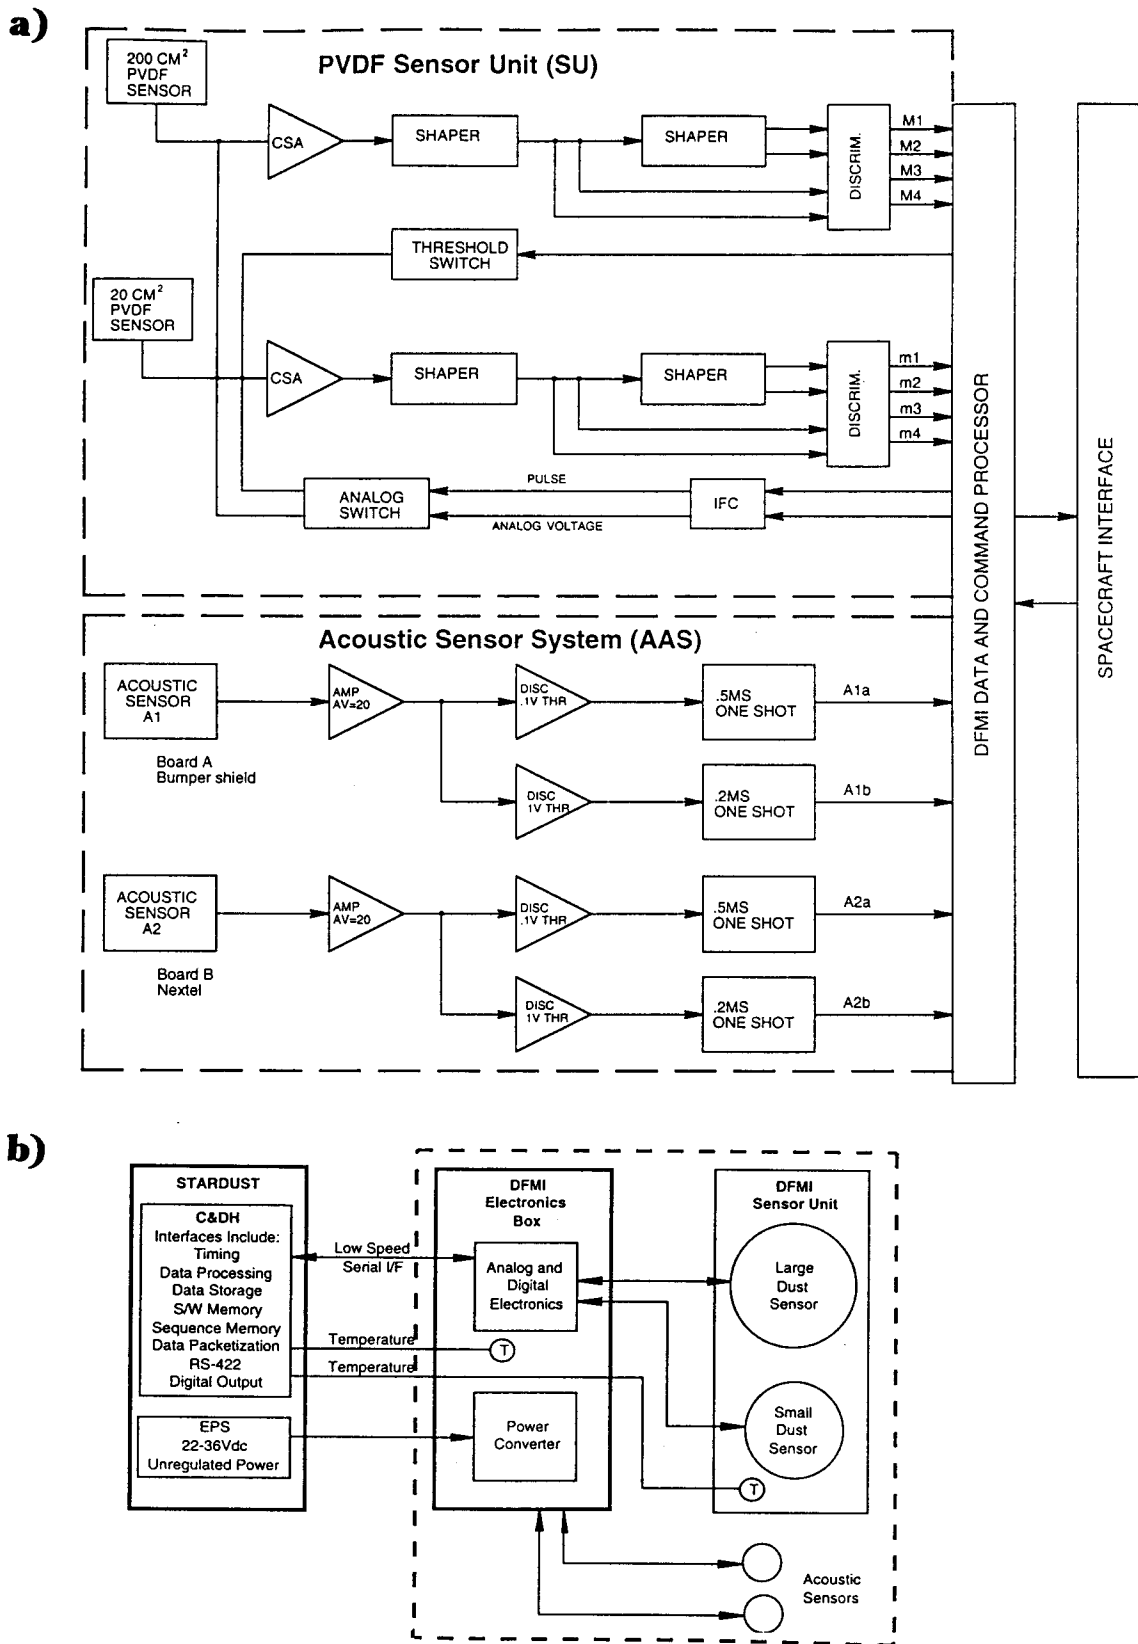 a)
200 CM2
PVDF
SENSOR
PVDF Sensor Unit (SU)
CSA
SHAPER
SHAPER
DISCRIM.
M1
M2
M3
M4
THRESHOLD
SWITCH
20 CM2
PVDF
SENSOR
CSA
SHAPER
SHAPER
DISCRIM.
m1
m2
m3
m4
ANALOG
SWITCH
PULSE
ANALOG VOLTAGE
IFC
DFMI DATA AND COMMAND PROCESSOR
SPACECRAFT INTERFACE
Acoustic Sensor System (AAS)
ACOUSTIC
SENSOR
A1
Board A
Bumper shield
AMP
AV=20
DISC
.1V THR
.5MS
ONE SHOT
A1a
DISC
1V THR
.2MS
ONE SHOT
A1b
ACOUSTIC
SENSOR
A2
Board B
Nextel
AMP
AV=20
DISC
.1V THR
.5MS
ONE SHOT
A2a
DISC
1V THR
.2MS
ONE SHOT
A2b
b)
STARDUST
C&DH
Interfaces Include:
Timing
Data Processing
Data Storage
S/W Memory
Sequence Memory
Data Packetization
RS-422
Digital Output
EPS
22-36Vdc
Unregulated Power
Low Speed
Serial I/F
Temperature
Temperature
DFMI
Electronics
Box
Analog and
Digital
Electronics
T
Power
Converter
DFMI
Sensor Unit
Large
Dust
Sensor
Small
Dust
Sensor
T
Acoustic
Sensors